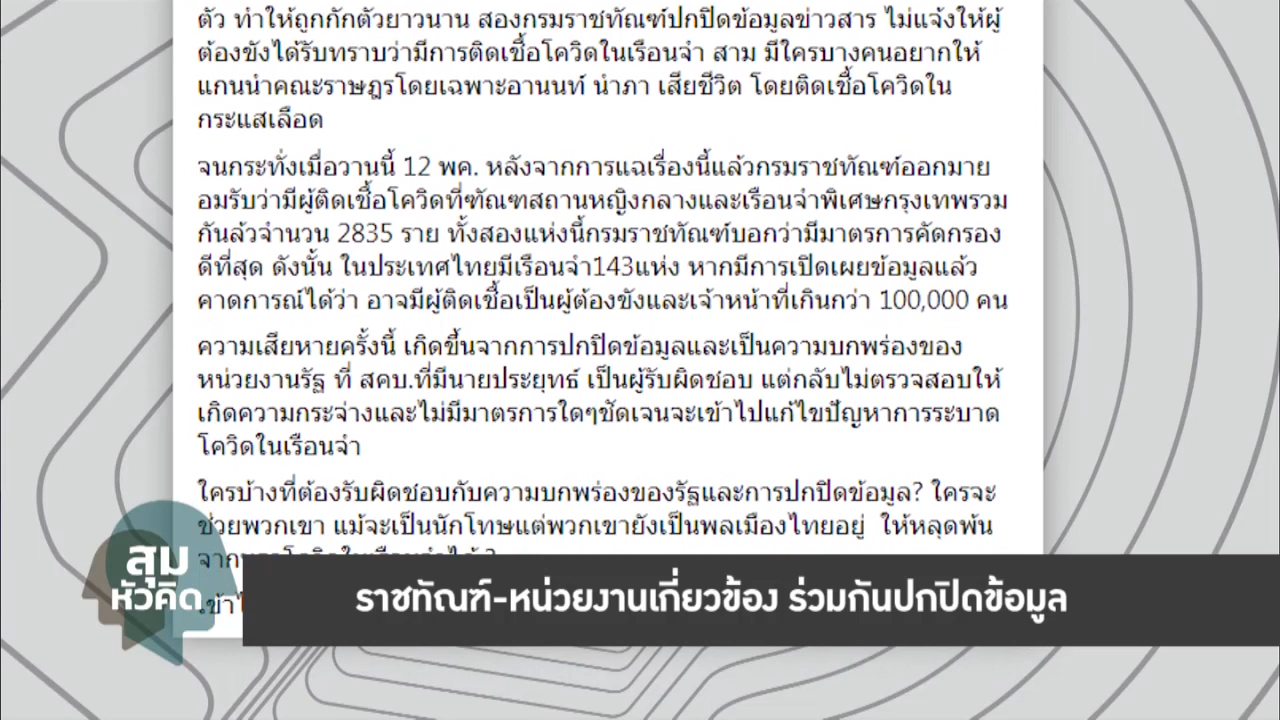 ตัว ทำให้ถูกกักตัวยาวนาน สองกรมราชทัณฑ์ปกปิดข้อมูลข่าวสาร ไม่แจ้งให้ผู้
ต้องขังได้รับทราบว่ามีการติดเชื้อโควิดในเรือนจำ สาม มีใครบางคนอยากให้
แกนนำคณะราษฎรโดยเฉพาะอานนท์ นำภา เสียชีวิต โดยติดเชื้อโควิดใน
กระแสเลือด
จนกระทั่งเมื่อวานนี้ 12 พค. หลังจากการแฉเรื่องนี้แล้วกรมราชทัณฑ์ออกมาย
อมรับว่ามีผู้ติดเชื้อโควิดที่ฑัณฑสถานหญิงกลางและเรือนจำพิเศษกรุงเทพรวม
กันล้วจำนวน 2835 ราย ทั้งสองแห่งนี้กรมราชทัณฑ์บอกว่ามีมาตรการคัดกรอง
ดีที่สุด ดังนั้น ในประเทศไทยมีเรือนจำ143แห่ง หากมีการเปิดเผยข้อมูลแล้ว
คาดการณ์ได้ว่า อาจมีผู้ติดเชื้อเป็นผู้ต้องขังและเจ้าหน้าที่เกินกว่า 100,000 คน
ความเสียหายครั้งนี้ เกิดขึ้นจากการปกปิดข้อมูลและเป็นความบกพร่องของ
หน่วยงานรัฐ ที่ สคบ.ที่มีนายประยุทธ์ เป็นผู้รับผิดชอบ แต่กลับไม่ตรวจสอบให้
เกิดความกระจ่างและไม่มีมาตรการใดๆชัดเจนจะเข้าไปแก้ไขปัญหาการระบาด
โควิดในเรือนจำ
ใครบ้างที่ต้องรับผิดชอบกับความบกพร่องของรัฐและการปกปิดข้อมูล? ใครจะ
ช่วยพวกเขา แม้จะเป็นนักโทษแต่พวกเขายังเป็นพลเมืองไทยอยู่ ให้หลุดพ้น
สุม
หัวคิด
ราชทัณฑ์-หน่วยงานเกี่ยวข้อง ร่วมกันปกปิดข้อมูล